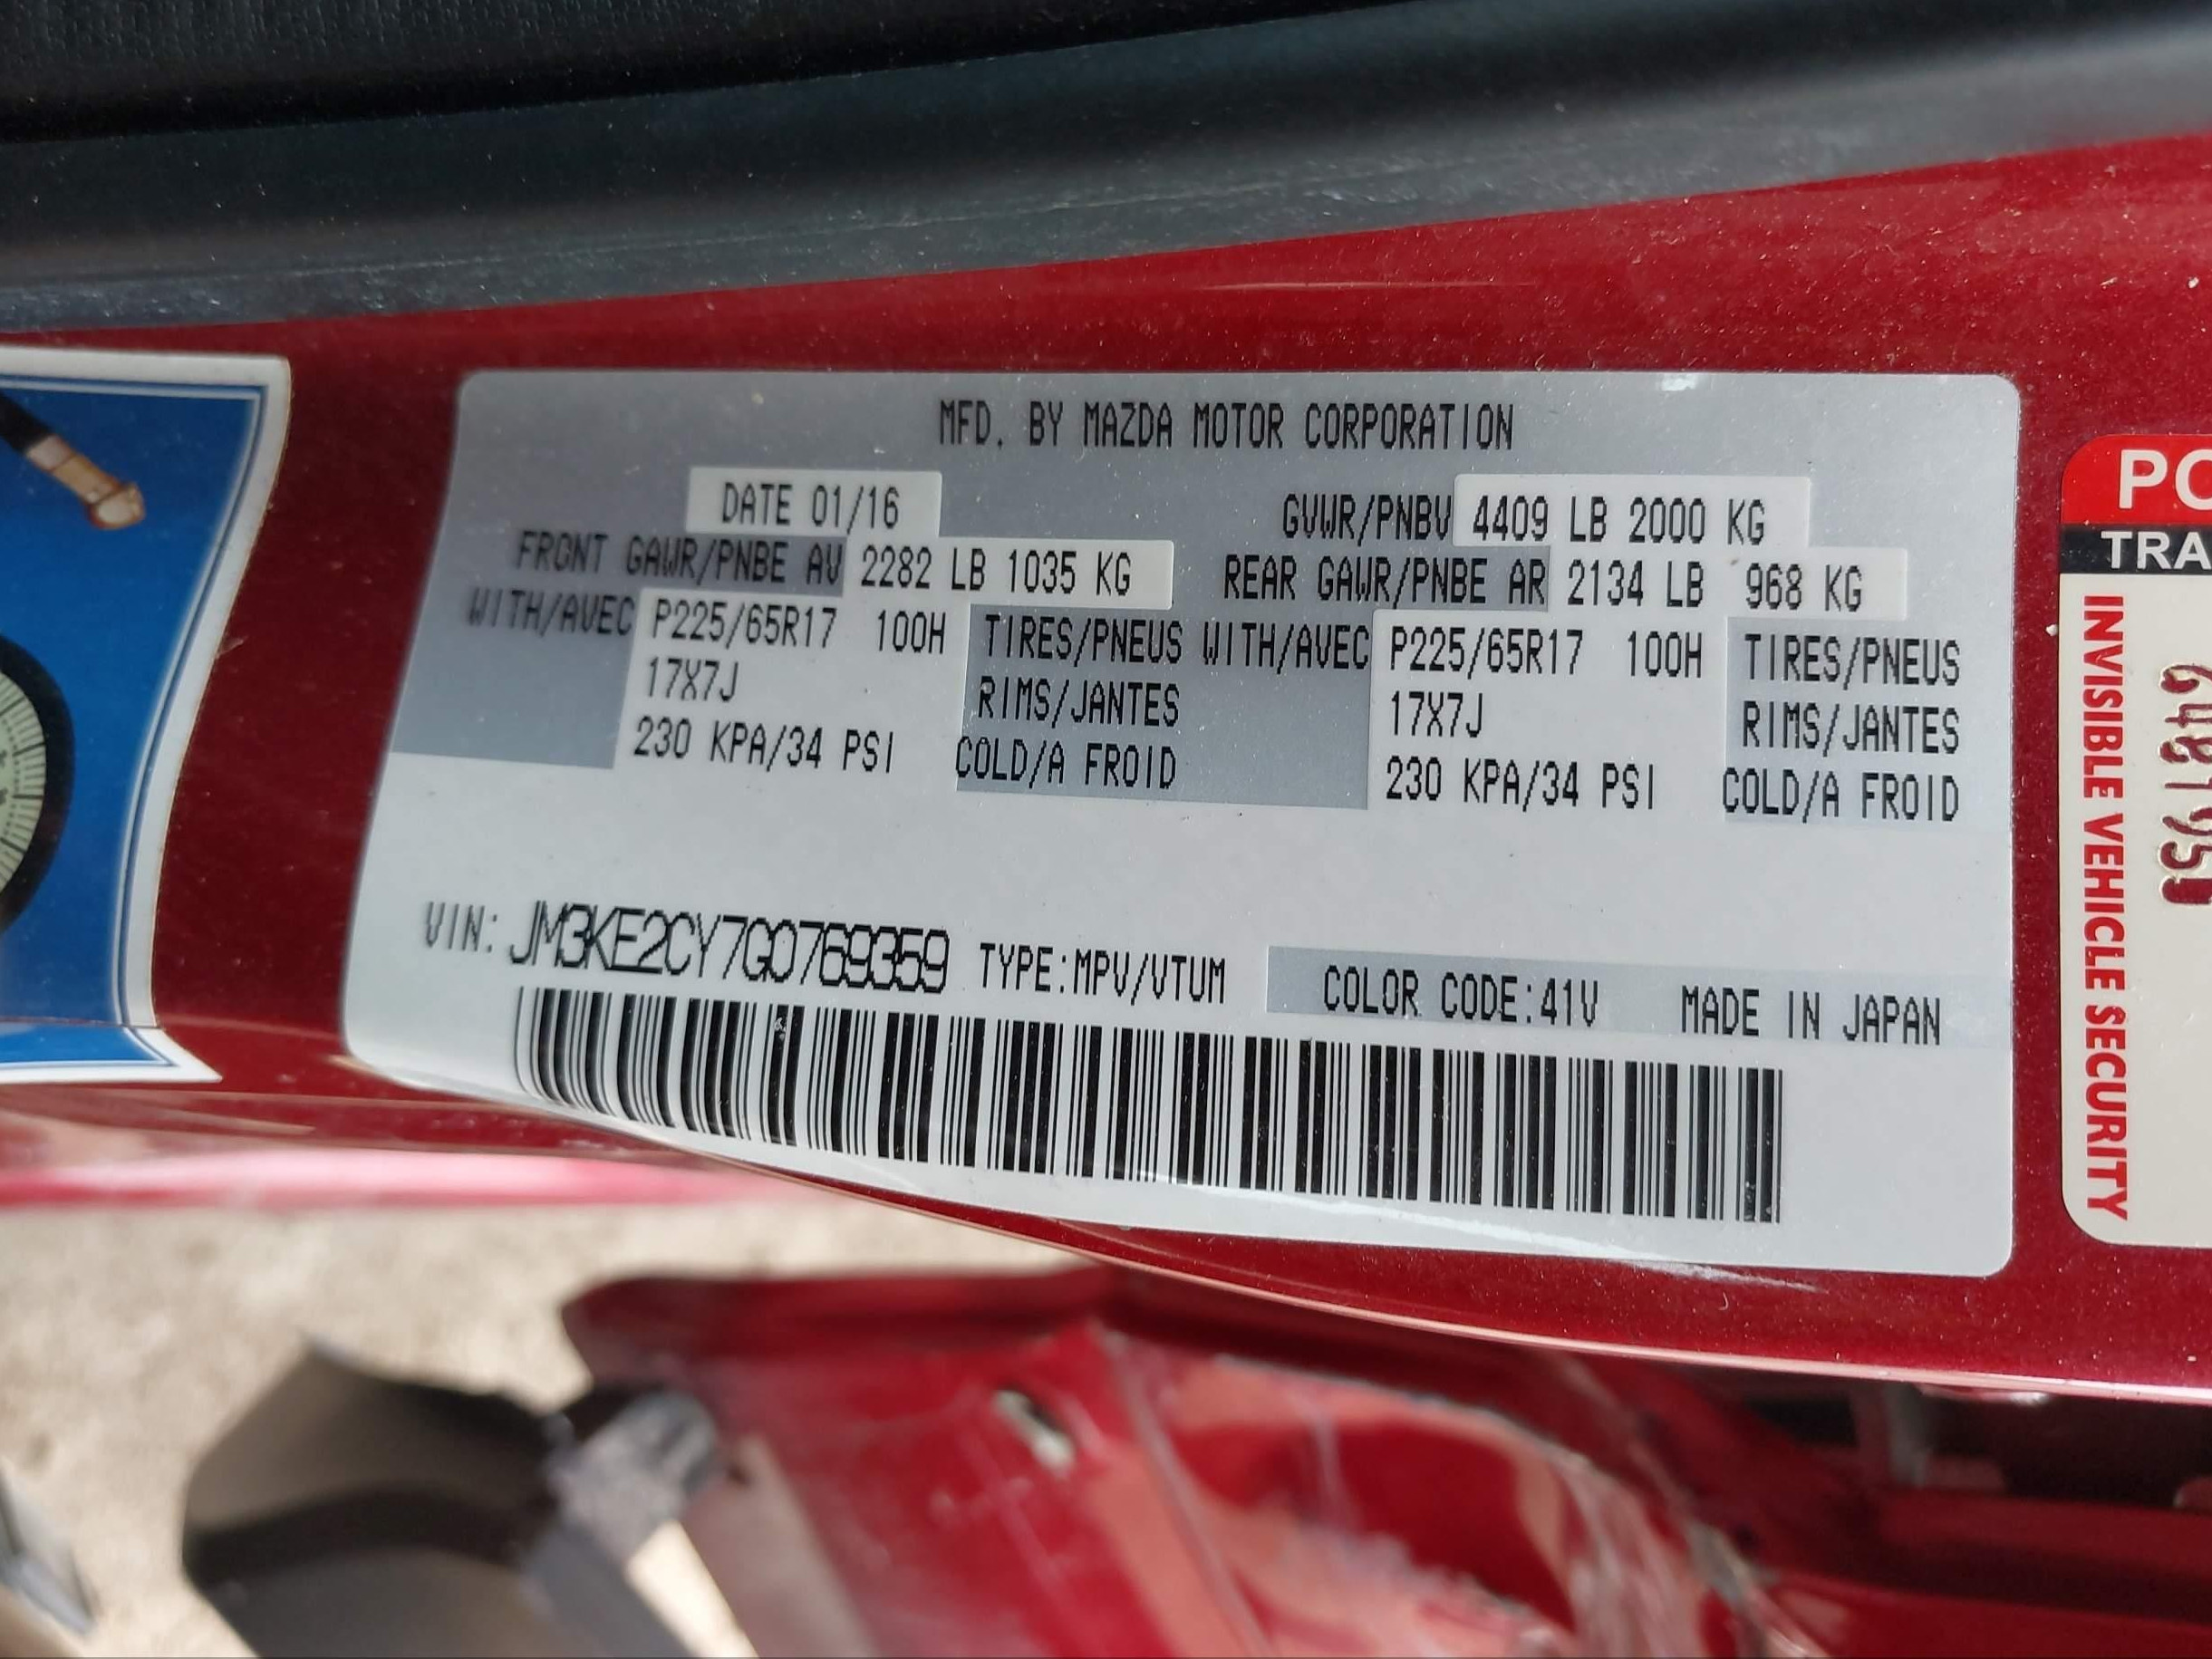 MFD. BY MAZDA MOTOR CORPORATION
DATE 01/16 GVWR/PNBV 4409 LB 2000 KG
FRONT GAWR/PNBE AV 2282 LB 1035 KG REAR GAWR/PNBE AR 2134 LB 968 KG
WITH/AVEC P225/65R17 100H TIRES/PNEUS WITH/AVEC P225/65R17 100H TIRES/PNEUS
17X7J RIMS/JANTES 17X7J RIMS/JANTES
230 KPA/34 PSI COLD/A FROID 230 KPA/34 PSI COLD/A FROID
VIN: JM3KE2CY7G0769359 TYPE:MPV/VTUM COLOR CODE:41V MADE IN JAPAN
PO
TRA
INVISIBLE VEHICLE SECURITY